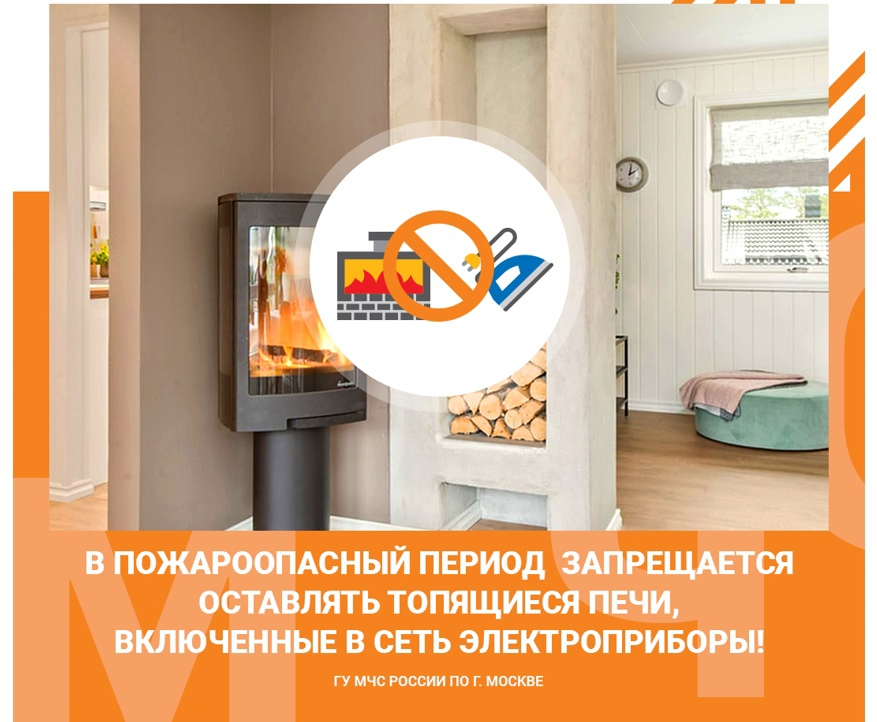 В ПОЖАРООПАСНЫЙ ПЕРИОД ЗАПРЕЩАЕТСЯ
ОСТАВЛЯТЬ ТОПЯЩИЕСЯ ПЕЧИ,
ВКЛЮЧЕННЫЕ В СЕТЬ ЭЛЕКТРОПРИБОРЫ!
ГУ МЧС РОССИИ ПО Г. МОСКВЕ